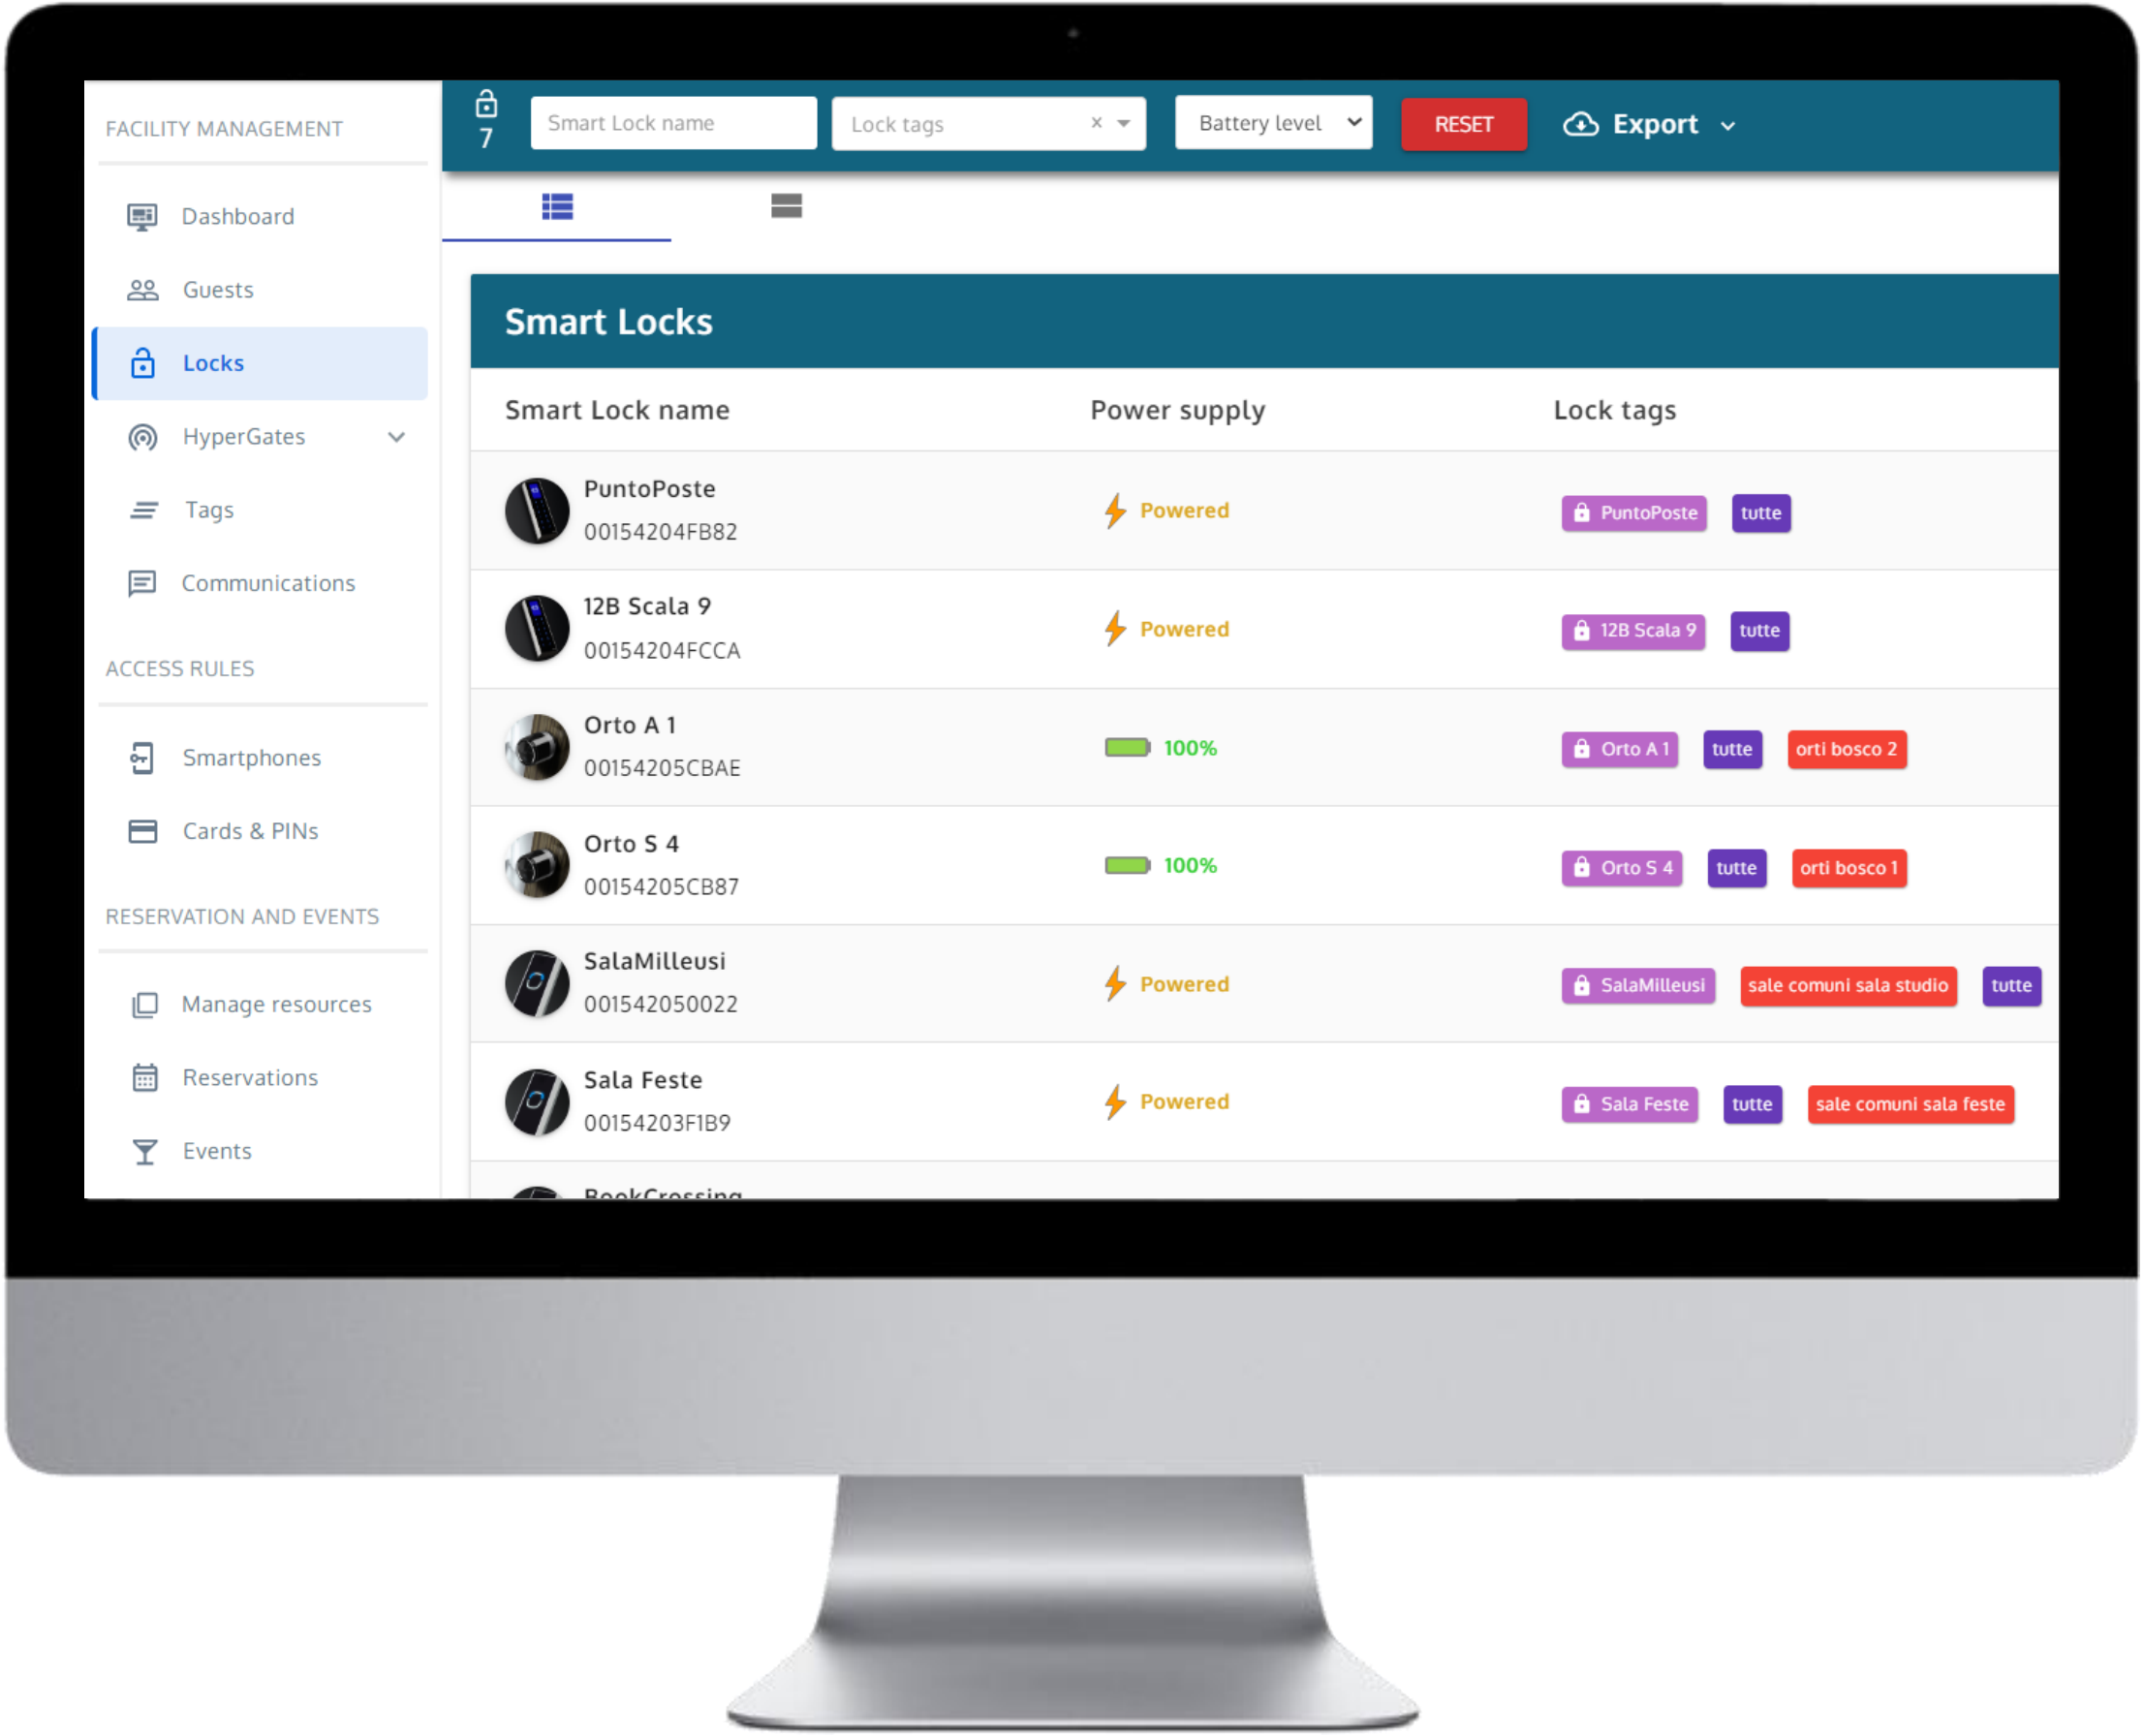 FACILITY MANAGEMENT
Dashboard
Guests
Locks
HyperGates
Tags
Communications
ACCESS RULES
Smartphones
Cards & PINs
RESERVATION AND EVENTS
Manage resources
Reservations
Events
7
Smart Lock name
Lock tags
Battery level
RESET
Export
Smart Locks
Smart Lock name Power supply Lock tags
PuntoPoste
00154204FB82
Powered
PuntoPoste tutte
12B Scala 9
00154204FCCA
Powered
12B Scala 9 tutte
Orto A 1
00154205CBAE
100%
Orto A 1 tutte orti bosco 2
Orto S 4
00154205CB87
100%
Orto S 4 tutte orti bosco 1
SalaMilleusi
001542050022
Powered
SalaMilleusi sale comuni sala studio tutte
Sala Feste
00154203F1B9
Powered
Sala Feste tutte sale comuni sala feste
BookCrossing